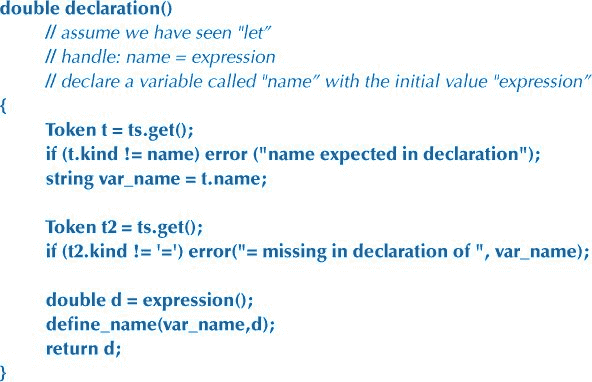 double declaration()
// assume we have seen "let”
// handle: name = expression
// declare a variable called "name” with the initial value "expression”
{
Token t = ts.get();
if (t.kind != name) error ("name expected in declaration");
string var_name = t.name;
Token t2 = ts.get();
if (t2.kind != '=') error("= missing in declaration of ", var_name);
double d = expression();
define_name(var_name,d);
return d;
}